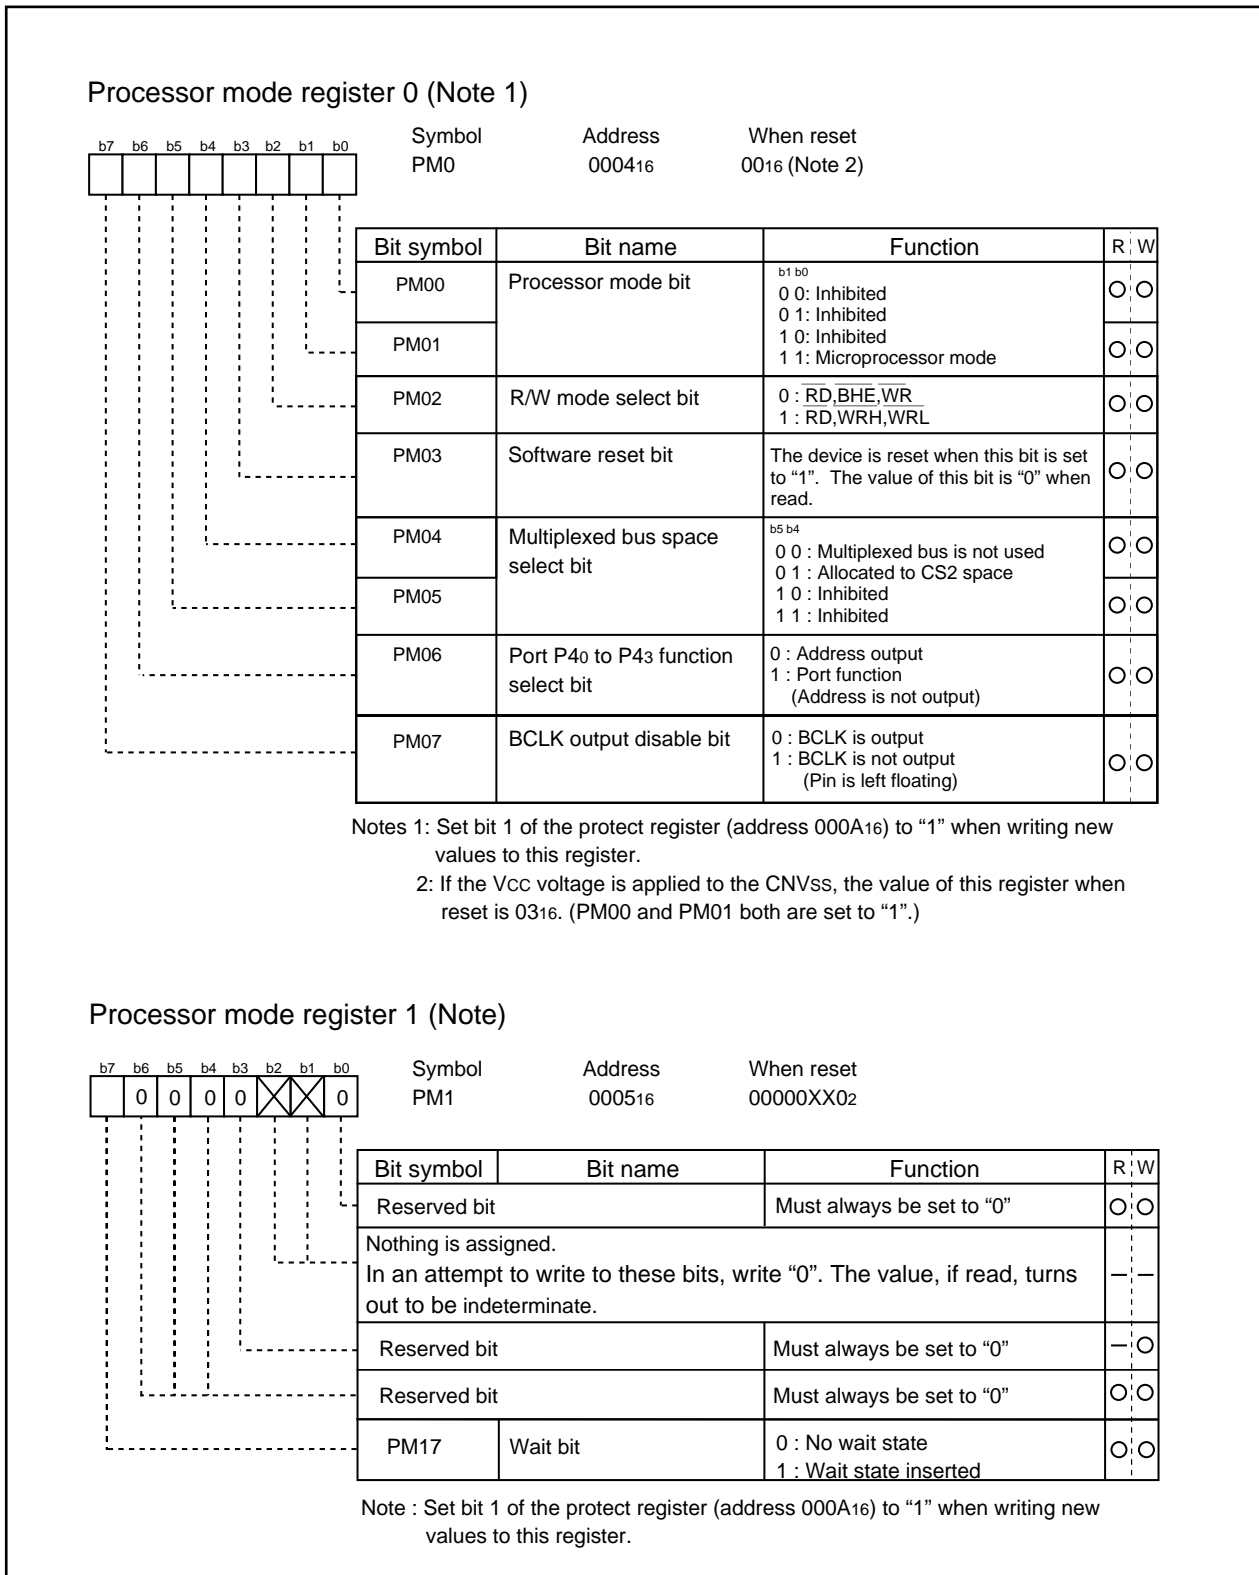 Processor mode register 0 (Note 1)
Symbol Address When reset
b7 b6 b5 b4 b3 b2 b1 b0
PM0 000416 0016 (Note 2)
Bit symbol Bit name Function R W
PM00 Processor mode bit b1 b0
0 0: Inhibited
0 1: Inhibited
1 0: Inhibited
PM01 1 1: Microprocessor mode
PM02 R/W mode select bit 0 : RD,BHE,WR
1 : RD,WRH,WRL
PM03 Software reset bit The device is reset when this bit is set
to “1”. The value of this bit is “0” when
read.
PM04 Multiplexed bus space b5 b4
select bit 0 0 : Multiplexed bus is not used
0 1 : Allocated to CS2 space
PM05 1 0 : Inhibited
1 1 : Inhibited
PM06 Port P40 to P43 function 0 : Address output
select bit 1 : Port function
(Address is not output)
PM07 BCLK output disable bit 0 : BCLK is output
1 : BCLK is not output
(Pin is left floating)
Notes 1: Set bit 1 of the protect register (address 000A16) to “1” when writing new
values to this register.
2: If the VCC voltage is applied to the CNVSS, the value of this register when
reset is 0316. (PM00 and PM01 both are set to “1”.)
Processor mode register 1 (Note)
Symbol Address When reset
b7 b6 b5 b4 b3 b2 b1 b0
0 0 0 0 0 PM1 000516 00000XX02
Bit symbol Bit name Function R W
Reserved bit Must always be set to “0”
Nothing is assigned.
In an attempt to write to these bits, write “0”. The value, if read, turns
out to be indeterminate.
Reserved bit Must always be set to “0”
Reserved bit Must always be set to “0”
PM17 Wait bit 0 : No wait state
1 : Wait state inserted
Note : Set bit 1 of the protect register (address 000A16) to “1” when writing new
values to this register.